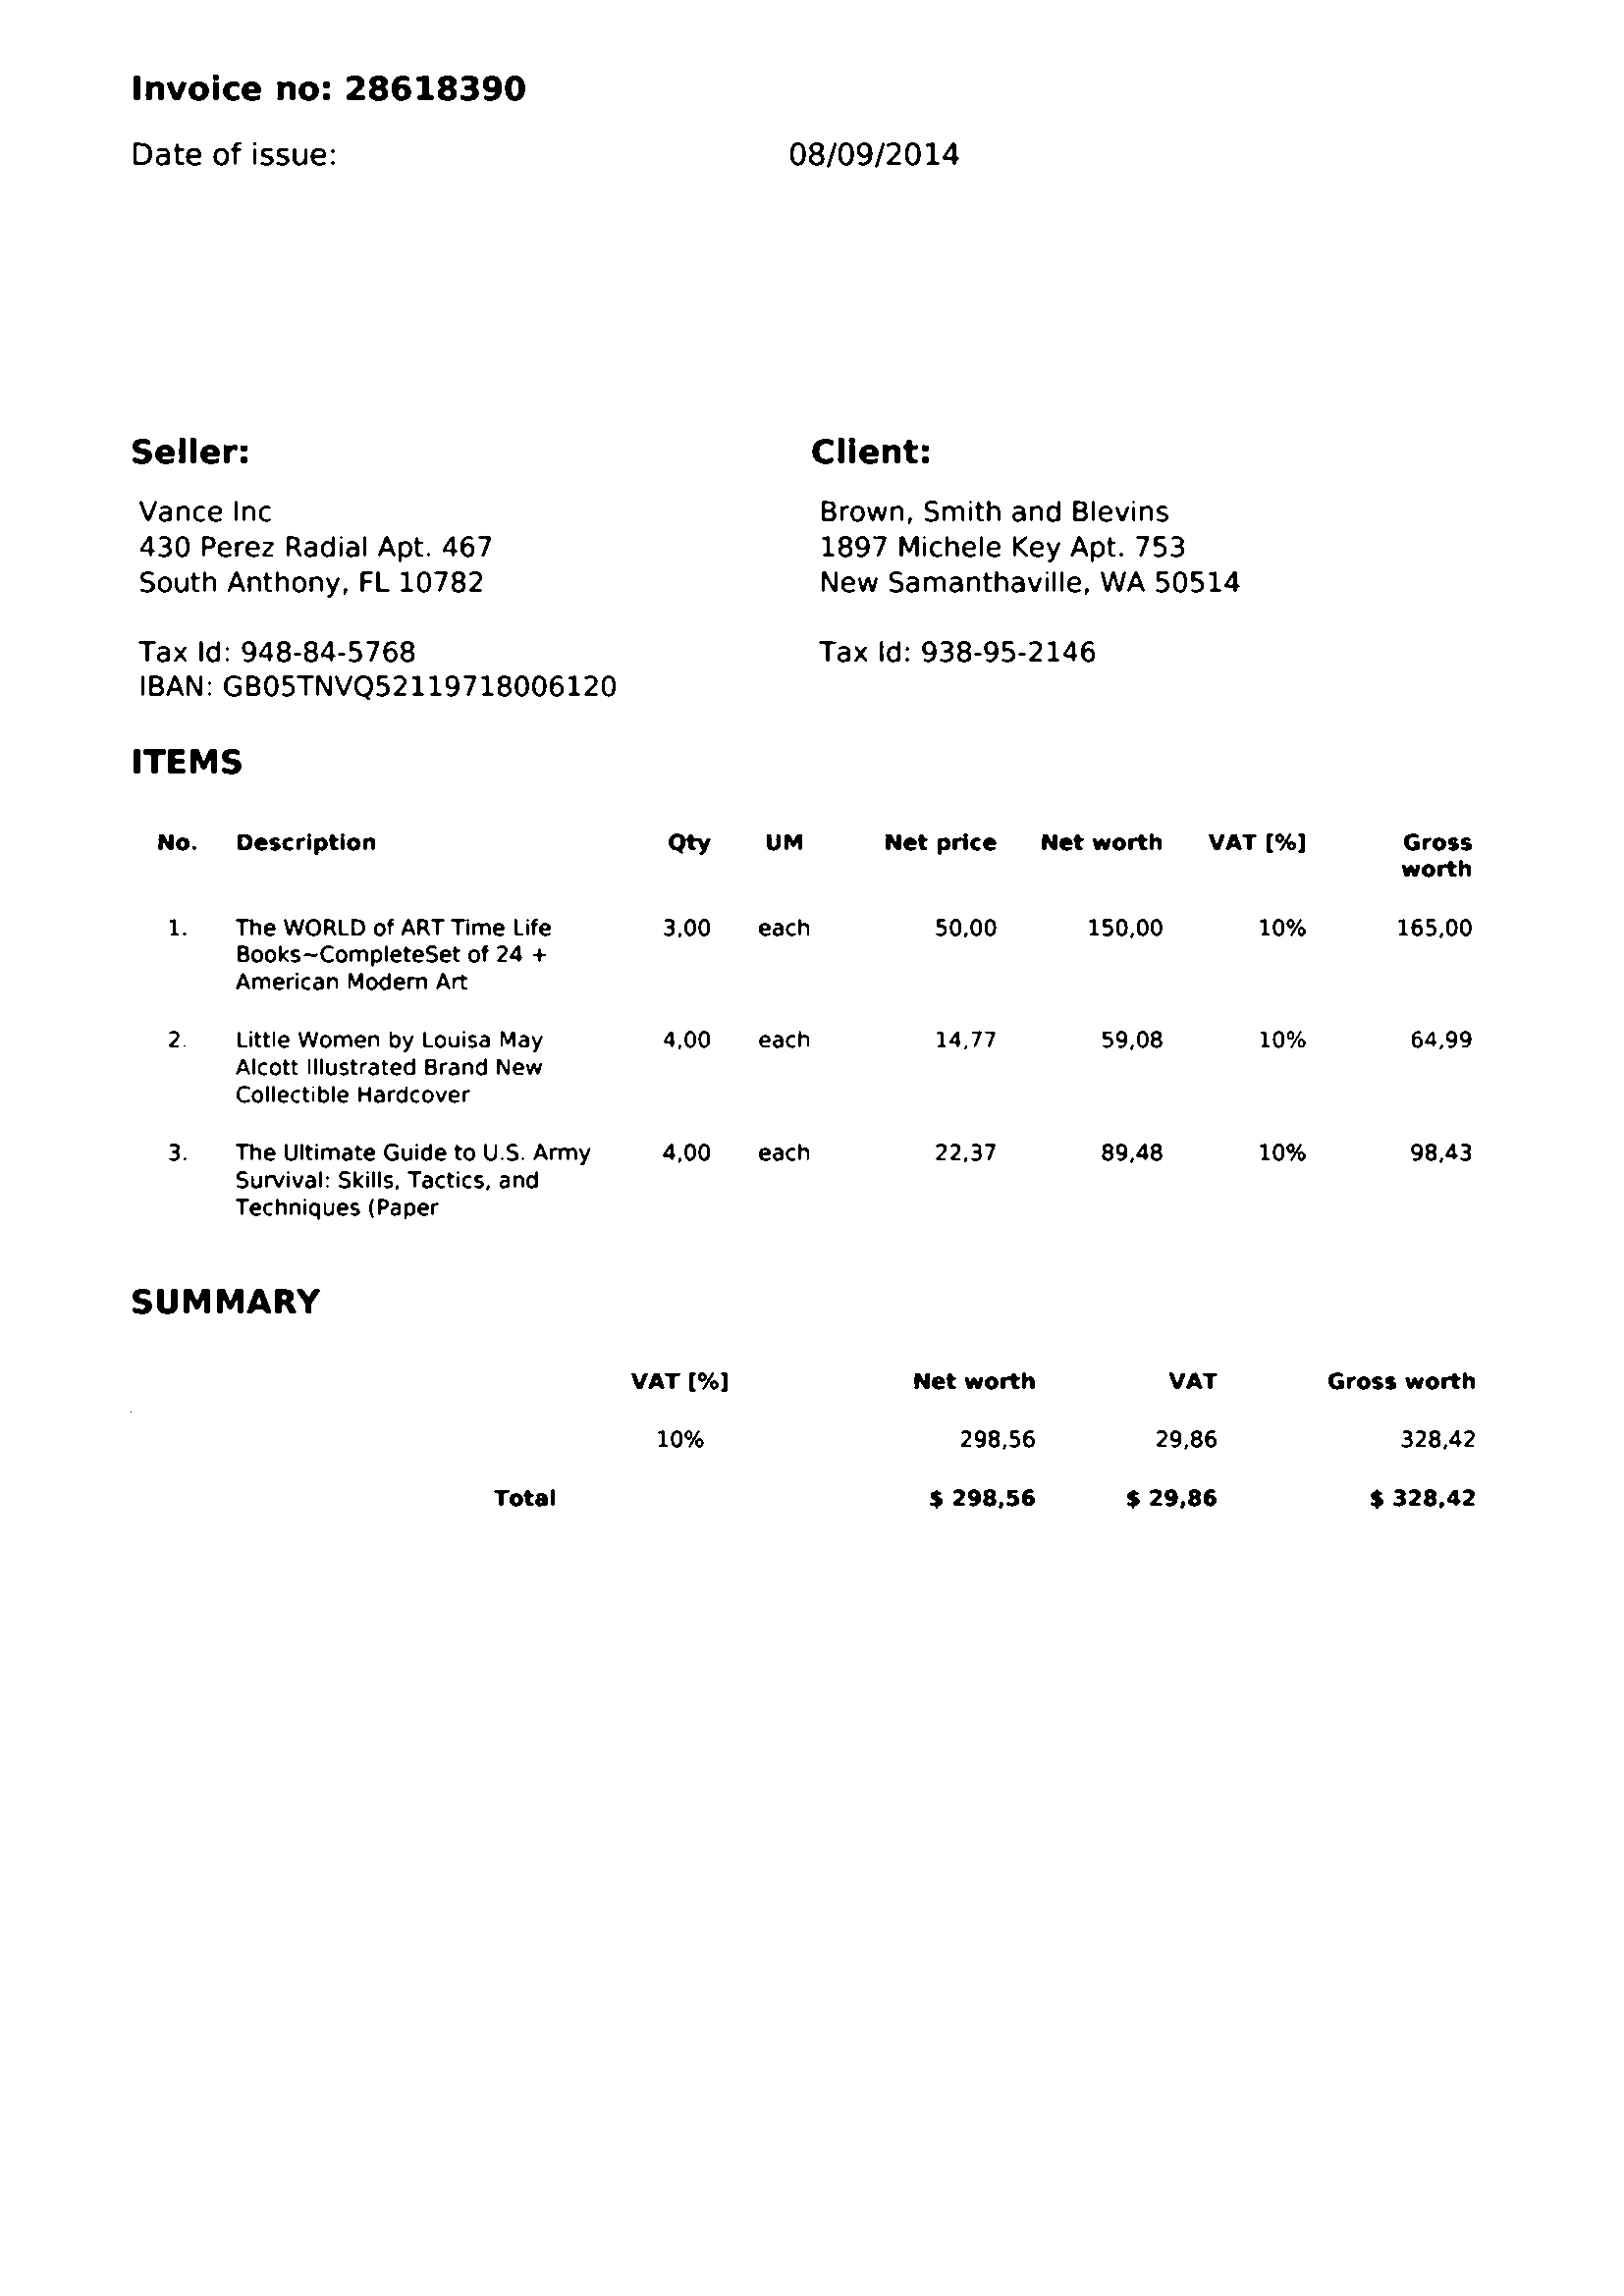 Invoice no: 28618390
Date of issue: 08/09/2014
Seller: Client:
Vance Inc Brown, Smith and Blevins
430 Perez Radial Apt. 467 1897 Michele Key Apt. 753
South Anthony, FL 10782 New Samanthaville, WA 50514
Tax Id: 948-84-5768 Tax Id: 938-95-2146
IBAN: GB05TNVQ52119718006120
ITEMS
No. Description Qty UM Net price Net worth VAT [%] Gross
worth
1. The WORLD of ART Time Life 3,00 each 50,00 150,00 10% 165,00
Books~CompleteSet of 24 +
American Modern Art
2. Little Women by Louisa May 4,00 each 14,77 59,08 10% 64,99
Alcott Illustrated Brand New
Collectible Hardcover
3. The Ultimate Guide to U.S. Army 4,00 each 22,37 89,48 10% 98,43
Survival: Skills, Tactics, and
Techniques (Paper
SUMMARY
VAT [%] Net worth VAT Gross worth
10% 298,56 29,86 328,42
Total $ 298,56 $ 29,86 $ 328,42